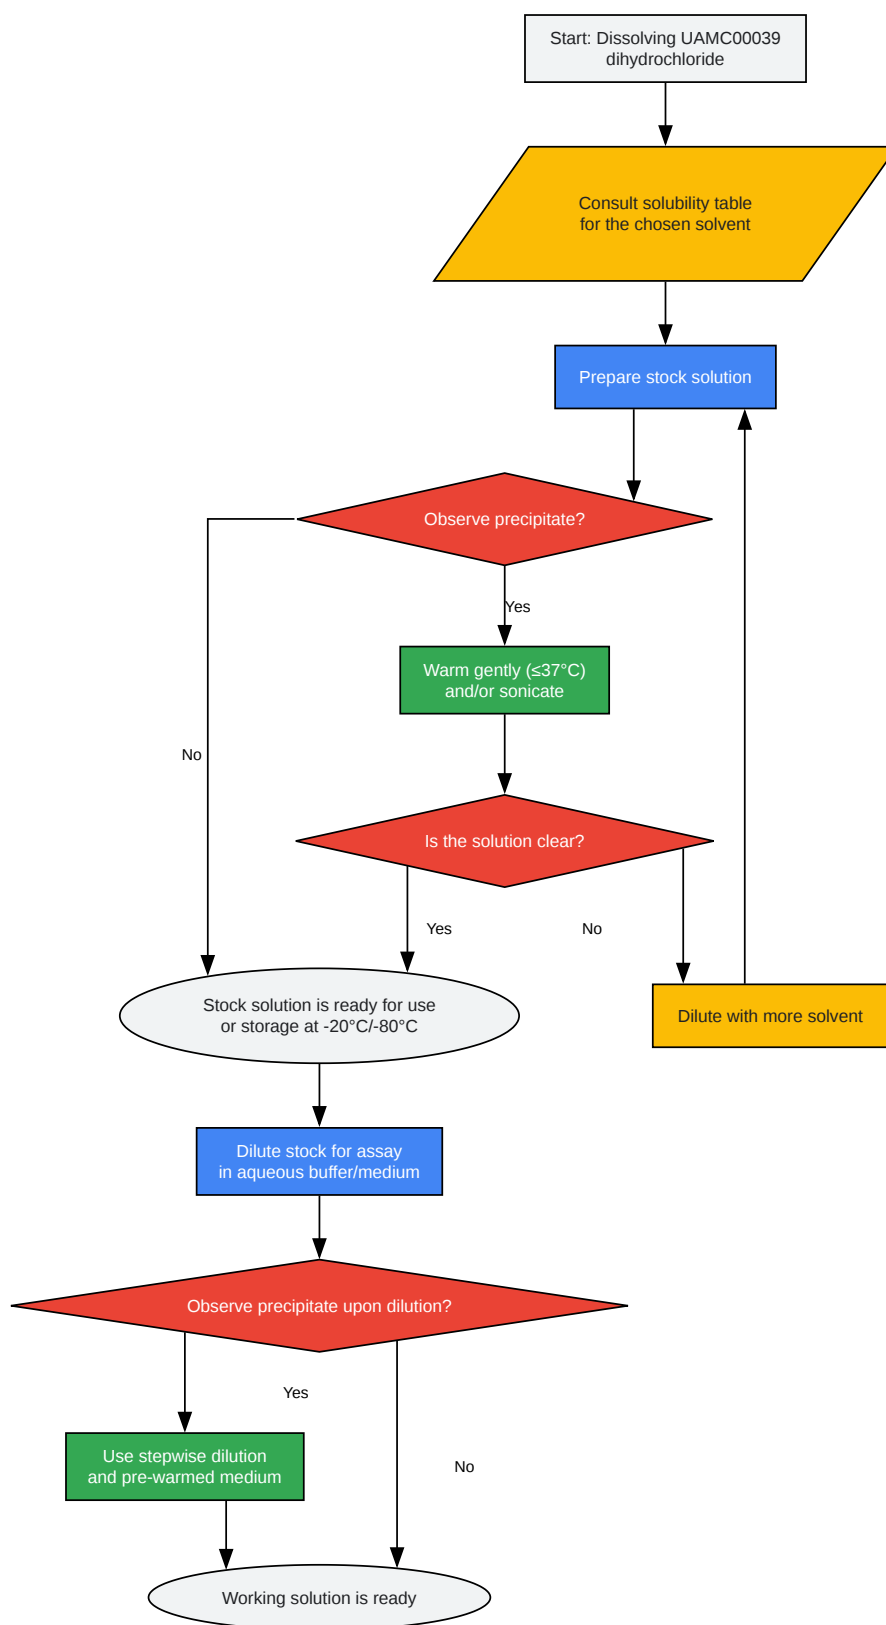 Start: Dissolving UAMC00039
dihydrochloride
Consult solubility table
for the chosen solvent
Prepare stock solution
Observe precipitate?
Yes
Warm gently (≤37°C)
and/or sonicate
No
Is the solution clear?
Yes
No
Stock solution is ready for use
or storage at -20°C/-80°C
Dilute with more solvent
Dilute stock for assay
in aqueous buffer/medium
Observe precipitate upon dilution?
Yes
Use stepwise dilution
and pre-warmed medium
No
Working solution is ready